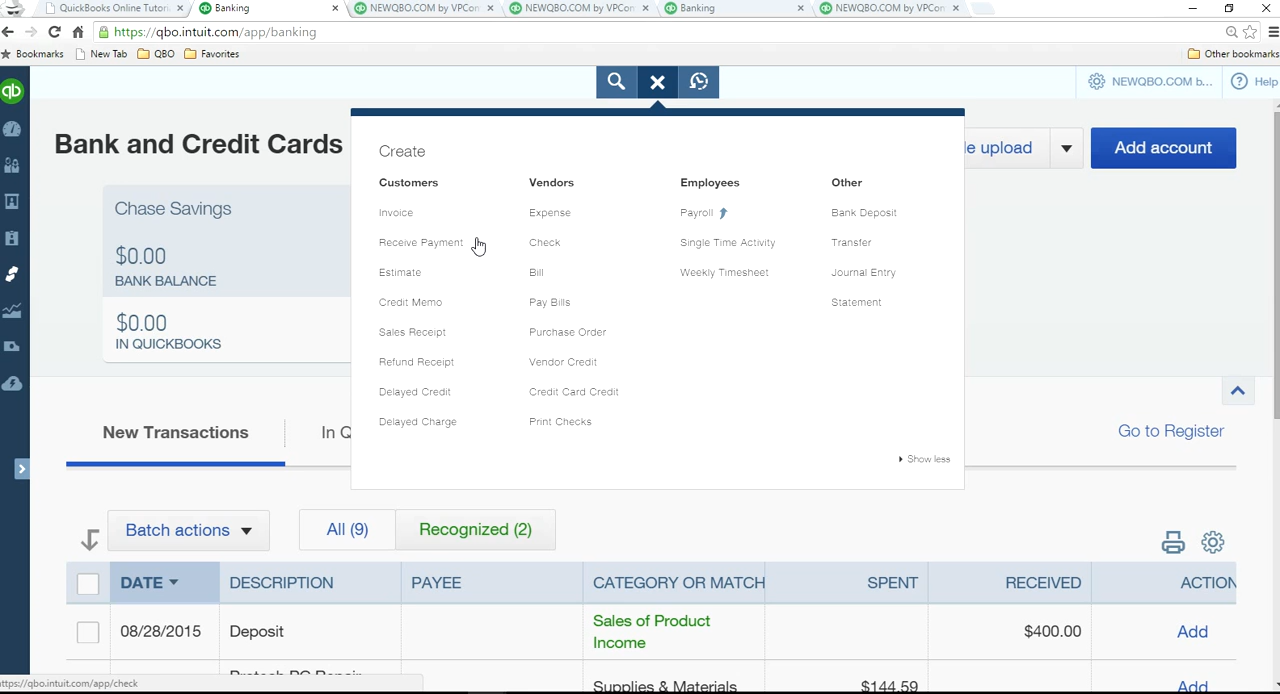 QuickBooks Online Tutori
Banking
NEWQBO.COM by VPCon
NEWQBO.COM by VPCon
Banking
NEWQBO.COM by VPCon
https://qbo.intuit.com/app/banking
Bookmarks
New Tab
QBO
Favorites
Other bookmarks
qb
NEWQBO.COM b...
Help
Bank and Credit Cards
le upload
Add account
Chase Savings
$0.00
BANK BALANCE
$0.00
IN QUICKBOOKS
Create
Customers
Invoice
Receive Payment
Estimate
Credit Memo
Sales Receipt
Refund Receipt
Delayed Credit
Delayed Charge
Vendors
Expense
Check
Bill
Pay Bills
Purchase Order
Vendor Credit
Credit Card Credit
Print Checks
Employees
Payroll
Single Time Activity
Weekly Timesheet
Other
Bank Deposit
Transfer
Journal Entry
Statement
Show less
New Transactions
In Q
Go to Register
Batch actions
All (9)
Recognized (2)
DATE DESCRIPTION PAYEE CATEGORY OR MATCH SPENT RECEIVED ACTION
08/28/2015 Deposit Sales of Product $400.00 Add
Income
Protech PC Repair
Supplies & Materials $144.59 Add
ttps://qbo.intuit.com/app/check